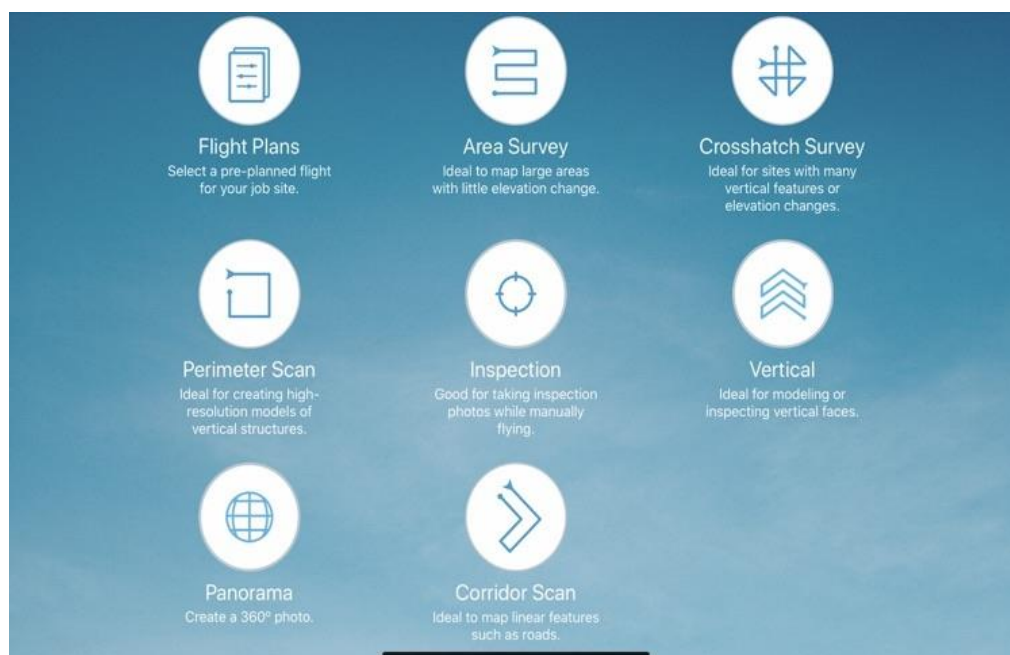 Flight Plans
Select a pre-planned flight
for your job site.
Area Survey
Ideal to map large areas
with little elevation change.
Crosshatch Survey
Ideal for sites with many
vertical features or
elevation changes.
Perimeter Scan
Ideal for creating high-
resolution models of
vertical structures.
Inspection
Good for taking inspection
photos while manually
flying.
Vertical
Ideal for modeling or
inspecting vertical faces.
Panorama
Create a 360º photo.
Corridor Scan
Ideal to map linear features
such as roads.